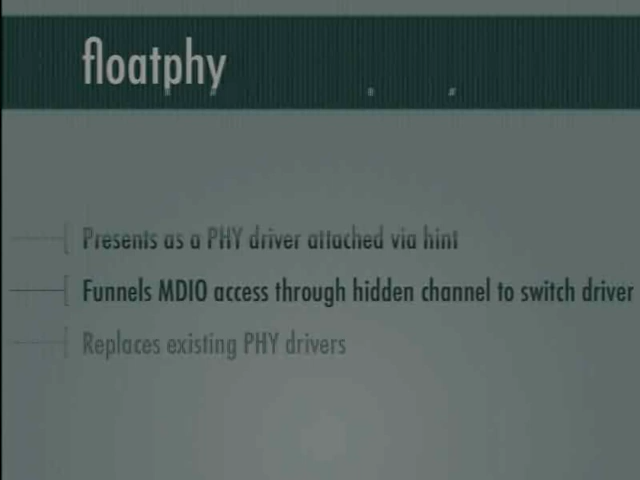 floatphy
Presents as a PHY driver attached via hint
Funnels MDIO access through hidden channel to switch driver
Replaces existing PHY drivers